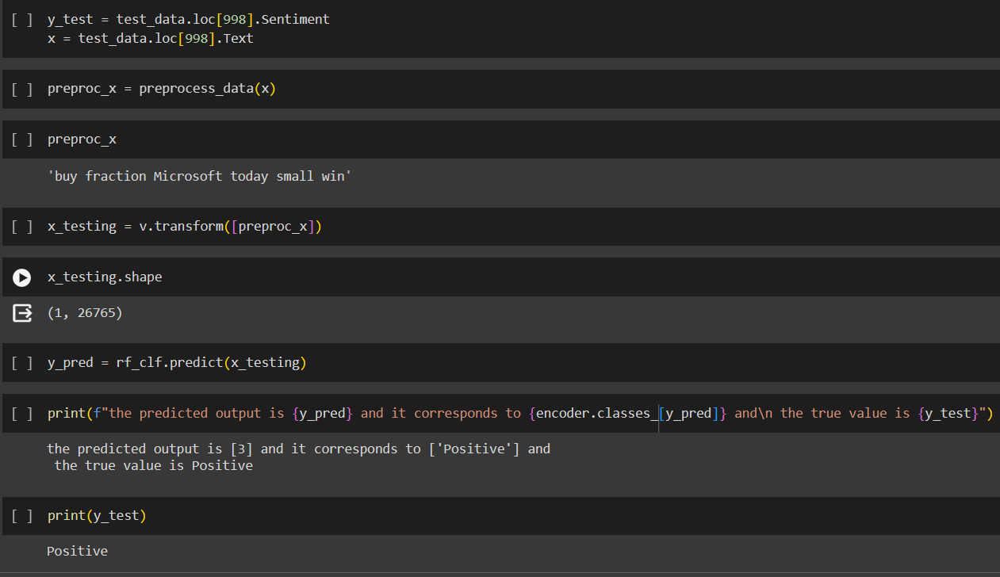 [ ] y_test = test_data.loc[998].Sentiment
x = test_data.loc[998].Text
[ ] preproc_x = preprocess_data(x)
[ ] preproc_x
'buy fraction Microsoft today small win'
[ ] x_testing = v.transform([preproc_x])
x_testing.shape
(1, 26765)
[ ] y_pred = rf_clf.predict(x_testing)
[ ] print(f"the predicted output is {y_pred} and it corresponds to {encoder.classes_[y_pred]} and\n the true value is {y_test}")
the predicted output is [3] and it corresponds to ['Positive'] and
the true value is Positive
[ ] print(y_test)
Positive